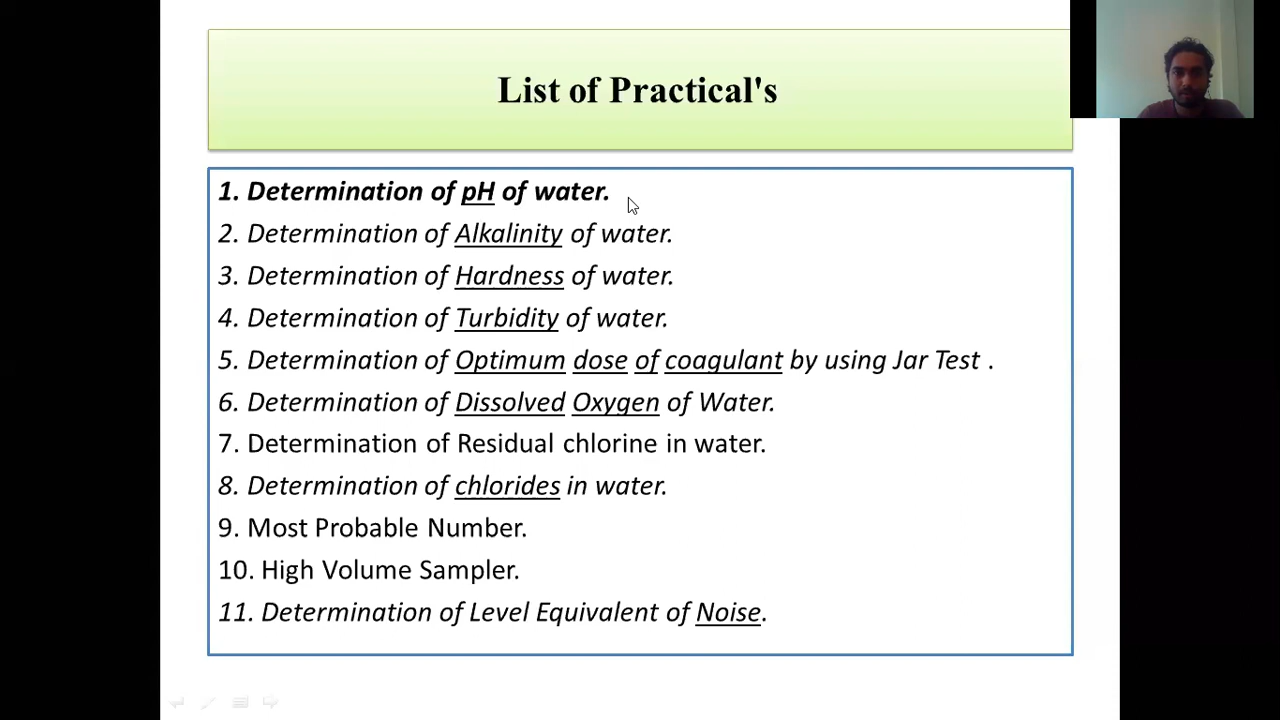 List of Practical's
1. Determination of pH of water.
2. Determination of Alkalinity of water.
3. Determination of Hardness of water.
4. Determination of Turbidity of water.
5. Determination of Optimum dose of coagulant by using Jar Test .
6. Determination of Dissolved Oxygen of Water.
7. Determination of Residual chlorine in water.
8. Determination of chlorides in water.
9. Most Probable Number.
10. High Volume Sampler.
11. Determination of Level Equivalent of Noise.